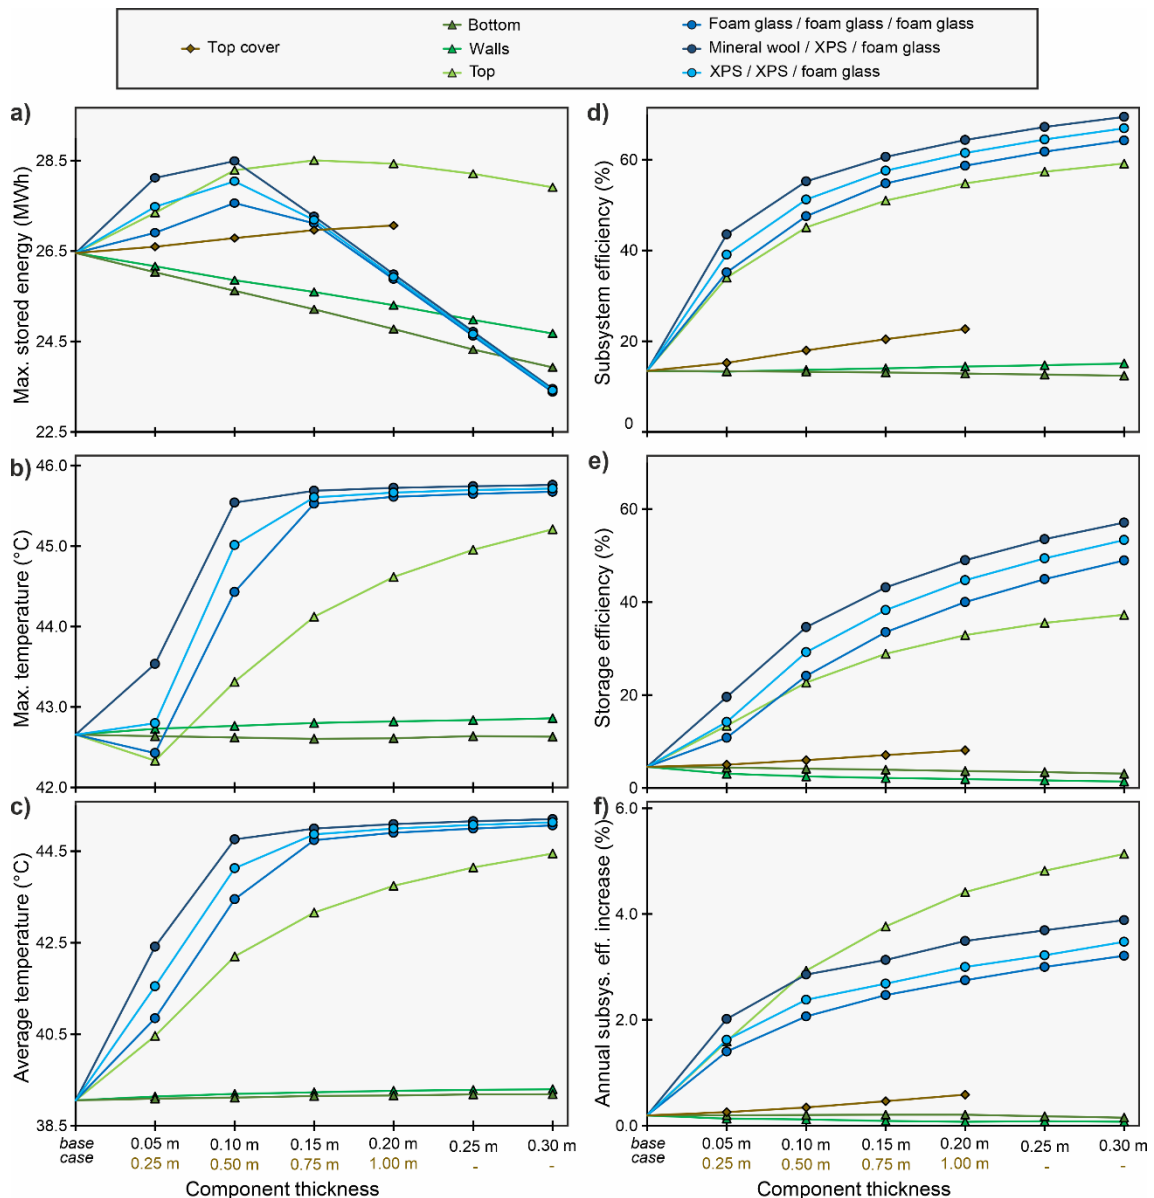 Top cover
Bottom
Walls
Top
Foam glass / foam glass / foam glass
Mineral wool / XPS / foam glass
XPS / XPS / foam glass
a)
Max. stored energy (MWh)
28.5
26.5
24.5
22.5
d)
Subsystem efficiency (%)
60
40
20
0
b)
Max. temperature (°C)
46.0
45.0
44.0
43.0
42.0
e)
Storage efficiency (%)
60
40
20
0
c)
Average temperature (°C)
44.5
42.5
40.5
38.5
f)
Annual subsys. eff. increase (%)
6.0
4.0
2.0
0.0
base case
0.05 m 0.10 m 0.15 m 0.20 m 0.25 m 0.30 m
0.25 m 0.50 m 0.75 m 1.00 m - -
Component thickness
base case
0.05 m 0.10 m 0.15 m 0.20 m 0.25 m 0.30 m
0.25 m 0.50 m 0.75 m 1.00 m - -
Component thickness